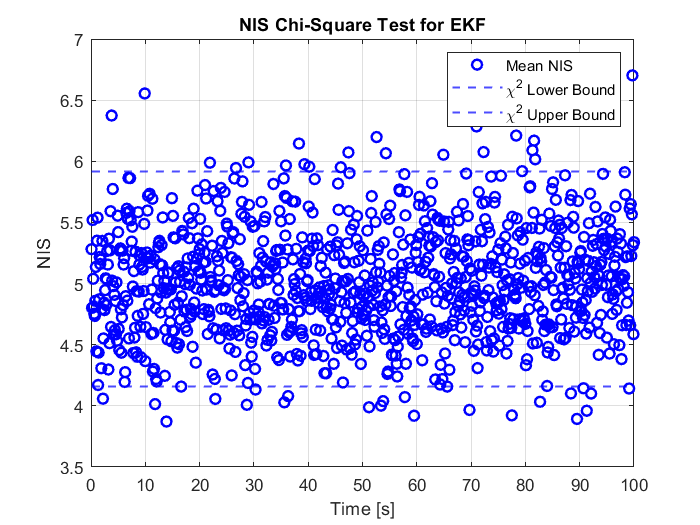 NIS Chi-Square Test for EKF
7
6.5
6
5.5
5
4.5
4
3.5
NIS
Mean NIS
χ² Lower Bound
χ² Upper Bound
0 10 20 30 40 50 60 70 80 90 100
Time [s]